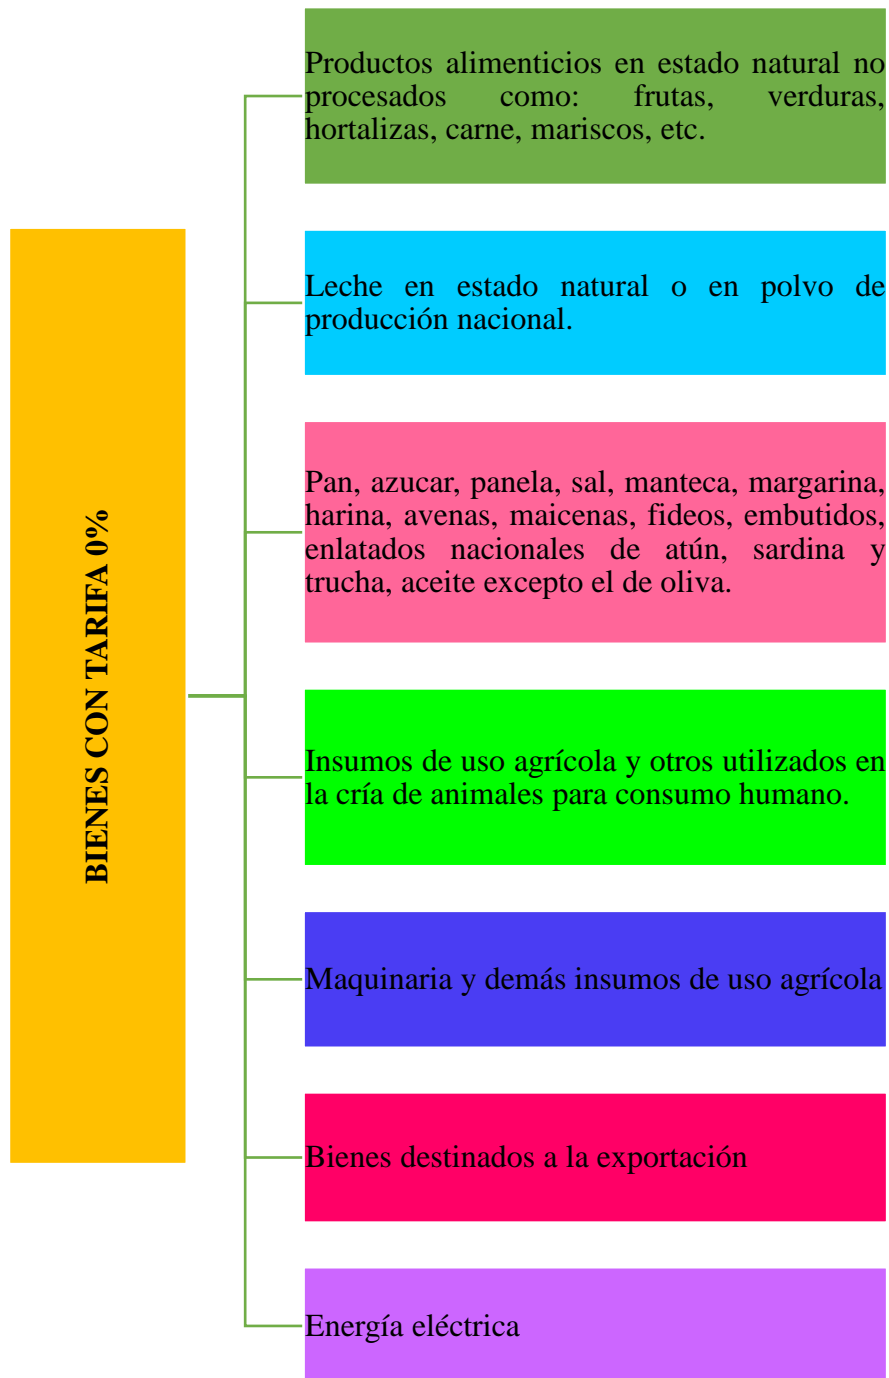 BIENES CON TARIFA 0%
Productos alimenticios en estado natural no
procesados como: frutas, verduras,
hortalizas, carne, mariscos, etc.
Leche en estado natural o en polvo de
producción nacional.
Pan, azucar, panela, sal, manteca, margarina,
harina, avenas, maicenas, fideos, embutidos,
enlatados nacionales de atún, sardina y
trucha, aceite excepto el de oliva.
Insumos de uso agrícola y otros utilizados en
la cría de animales para consumo humano.
Maquinaria y demás insumos de uso agrícola
Bienes destinados a la exportación
Energía eléctrica